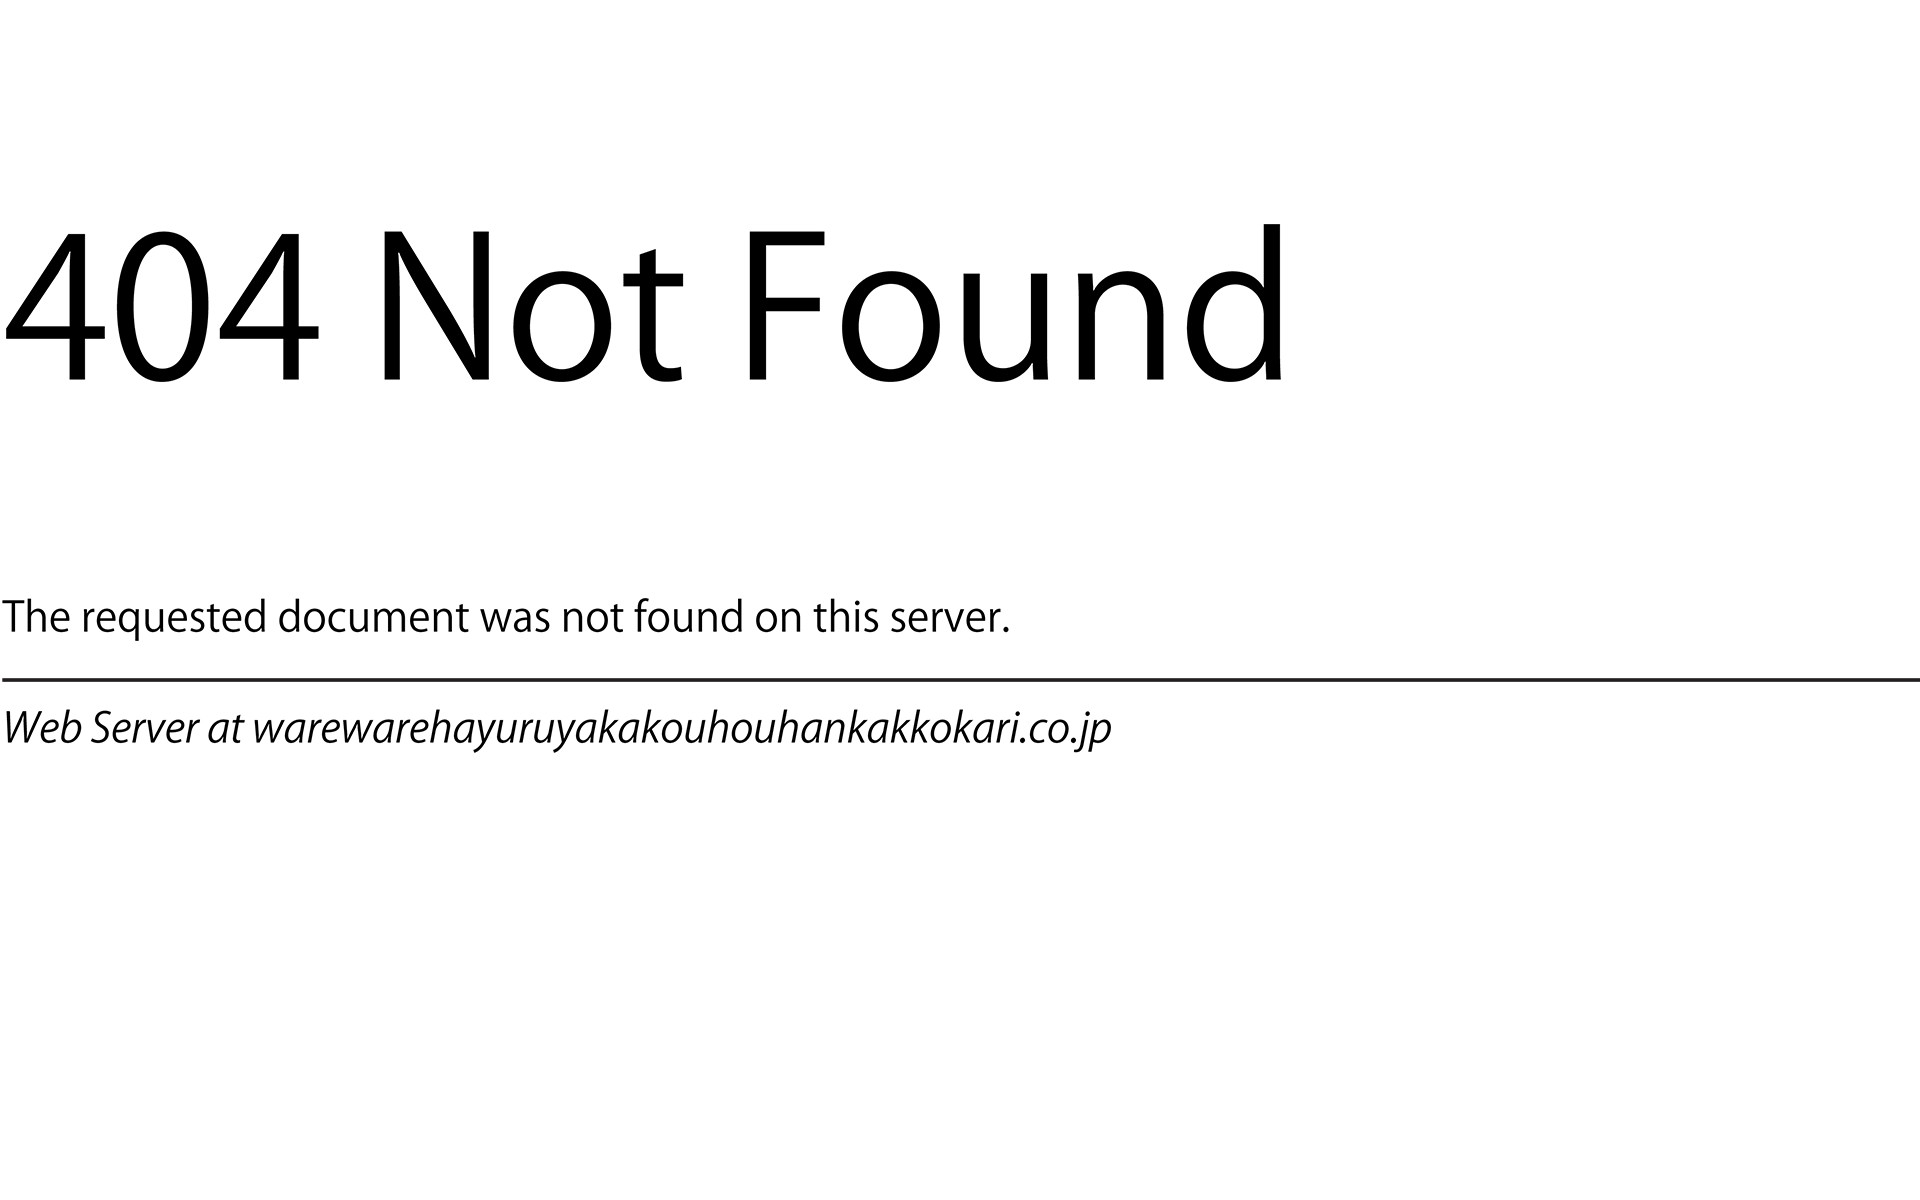 404 Not Found
The requested document was not found on this server.
Web Server at warewarehayuruyakakouhouhankakkokari.co.jp